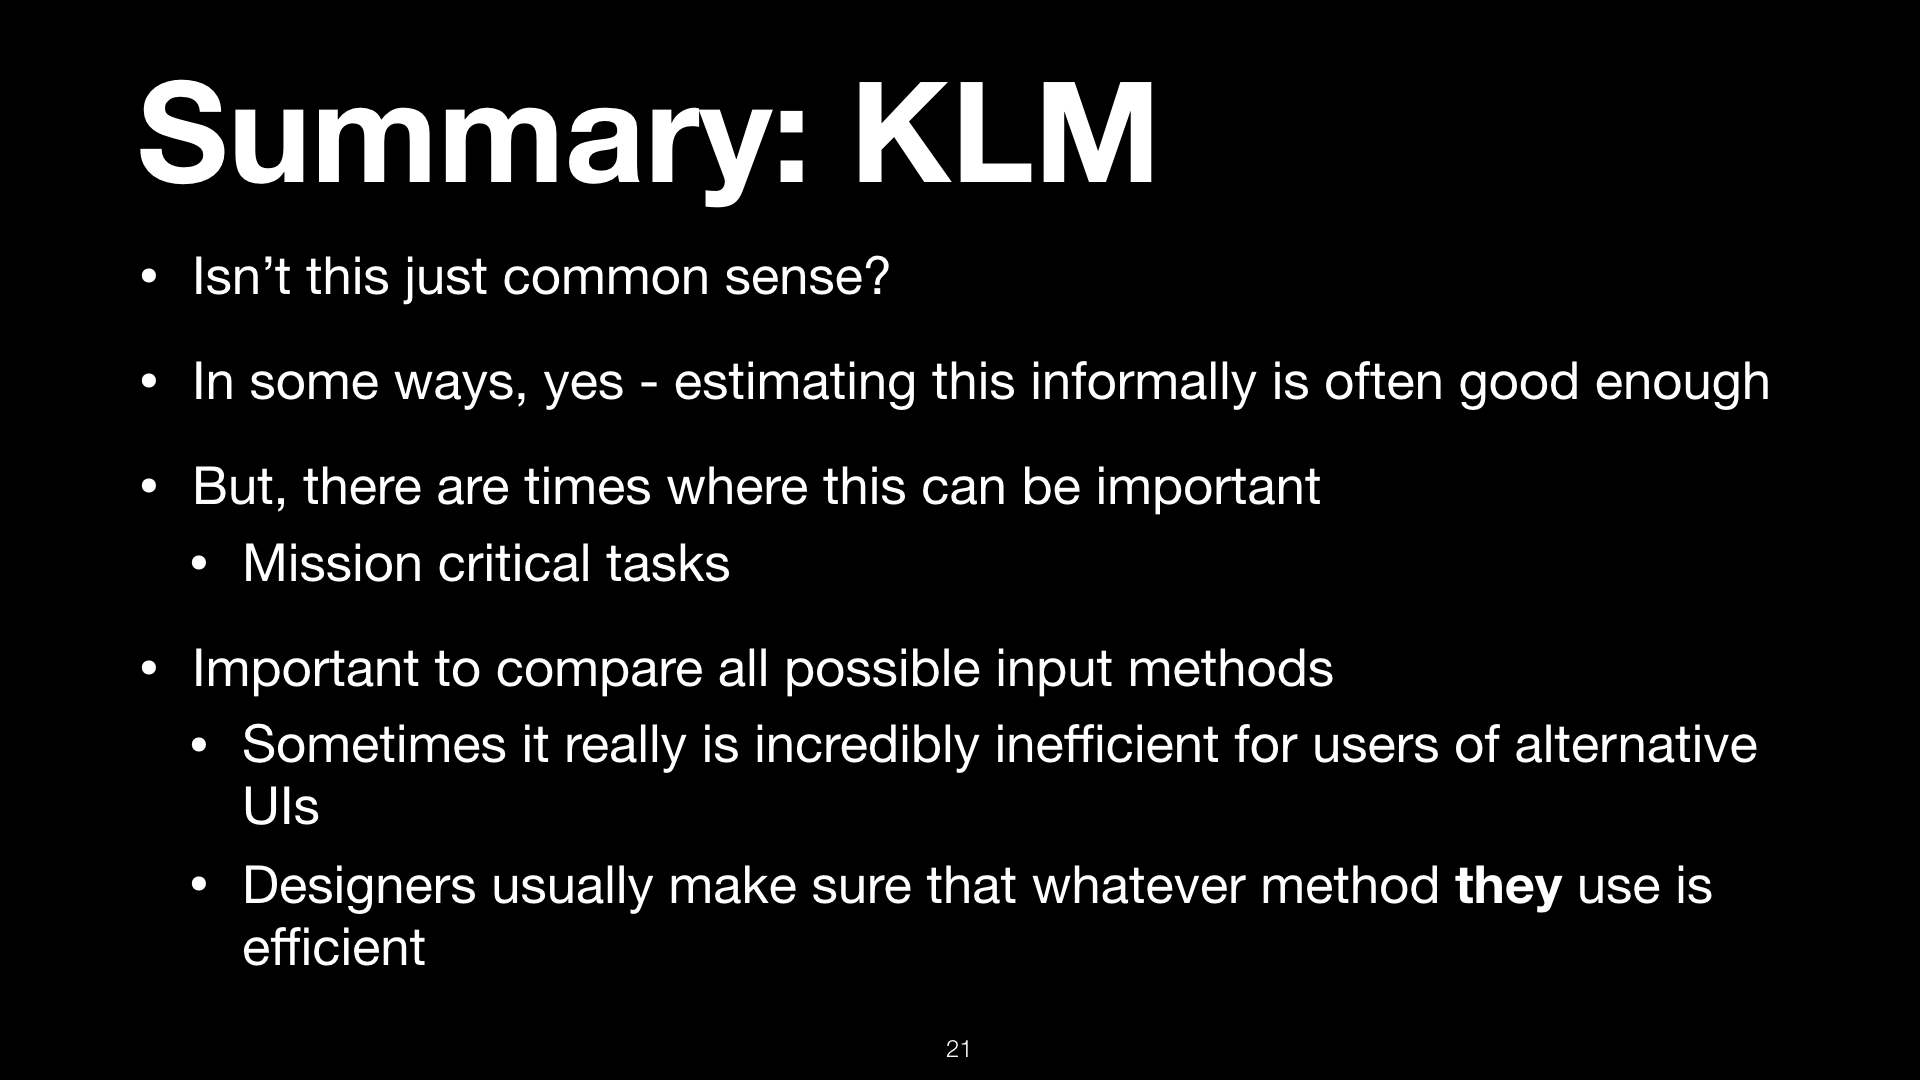 Summary: KLM
• Isn’t this just common sense?
• In some ways, yes - estimating this informally is often good enough
• But, there are times where this can be important
• Mission critical tasks
• Important to compare all possible input methods
• Sometimes it really is incredibly inefficient for users of alternative
UIs
• Designers usually make sure that whatever method they use is
efficient
21